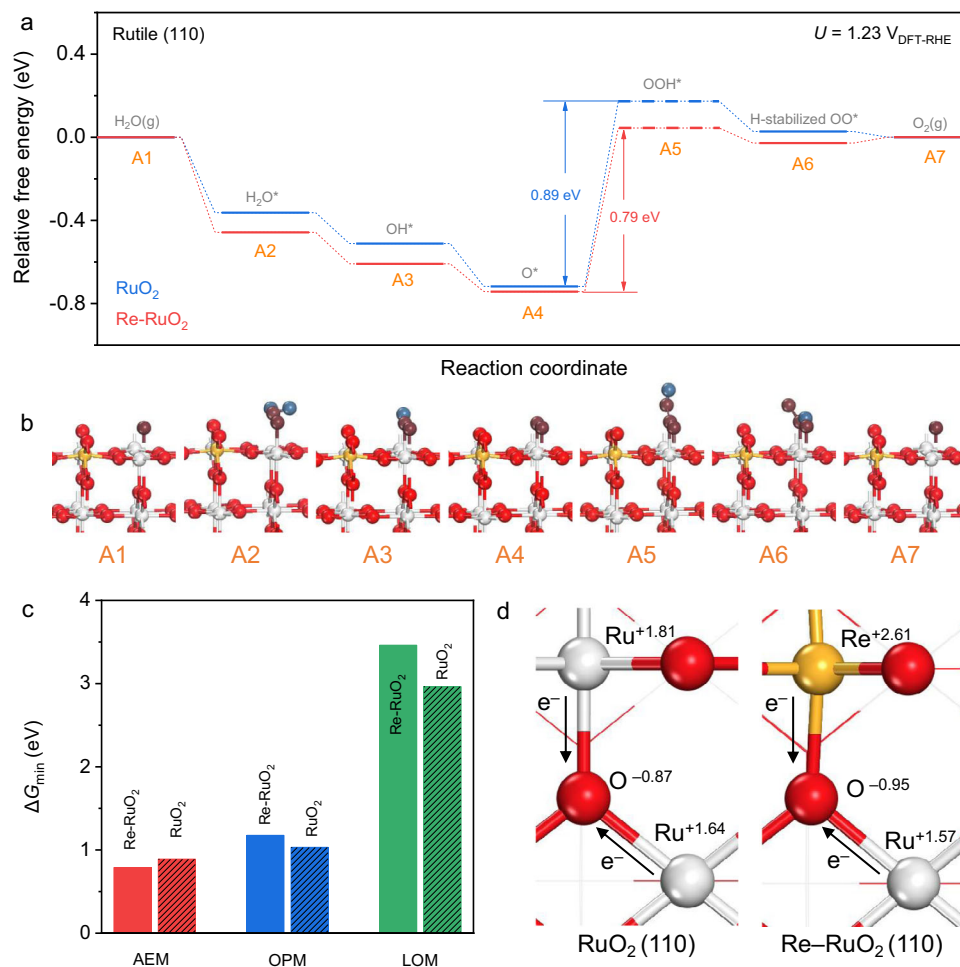 a
Rutile (110)
U = 1.23 V_DFT-RHE
Relative free energy (eV)
0.4
0.0
-0.4
-0.8
H₂O(g)
A1
H₂O*
A2
OH*
A3
O*
A4
OOH*
A5
H-stabilized OO*
A6
O₂(g)
A7
0.89 eV
0.79 eV
RuO₂
Re-RuO₂
Reaction coordinate
b
A1 A2 A3 A4 A5 A6 A7
c
ΔG_min (eV)
4
3
2
1
0
Re-RuO₂
RuO₂
Re-RuO₂
RuO₂
Re-RuO₂
RuO₂
AEM OPM LOM
d
Ru⁺¹·⁸¹
e⁻
O⁻⁰·⁸⁷
Ru⁺¹·⁶⁴
e⁻
RuO₂ (110)
Re⁺²·⁶¹
e⁻
O⁻⁰·⁹⁵
Ru⁺¹·⁵⁷
e⁻
Re–RuO₂ (110)